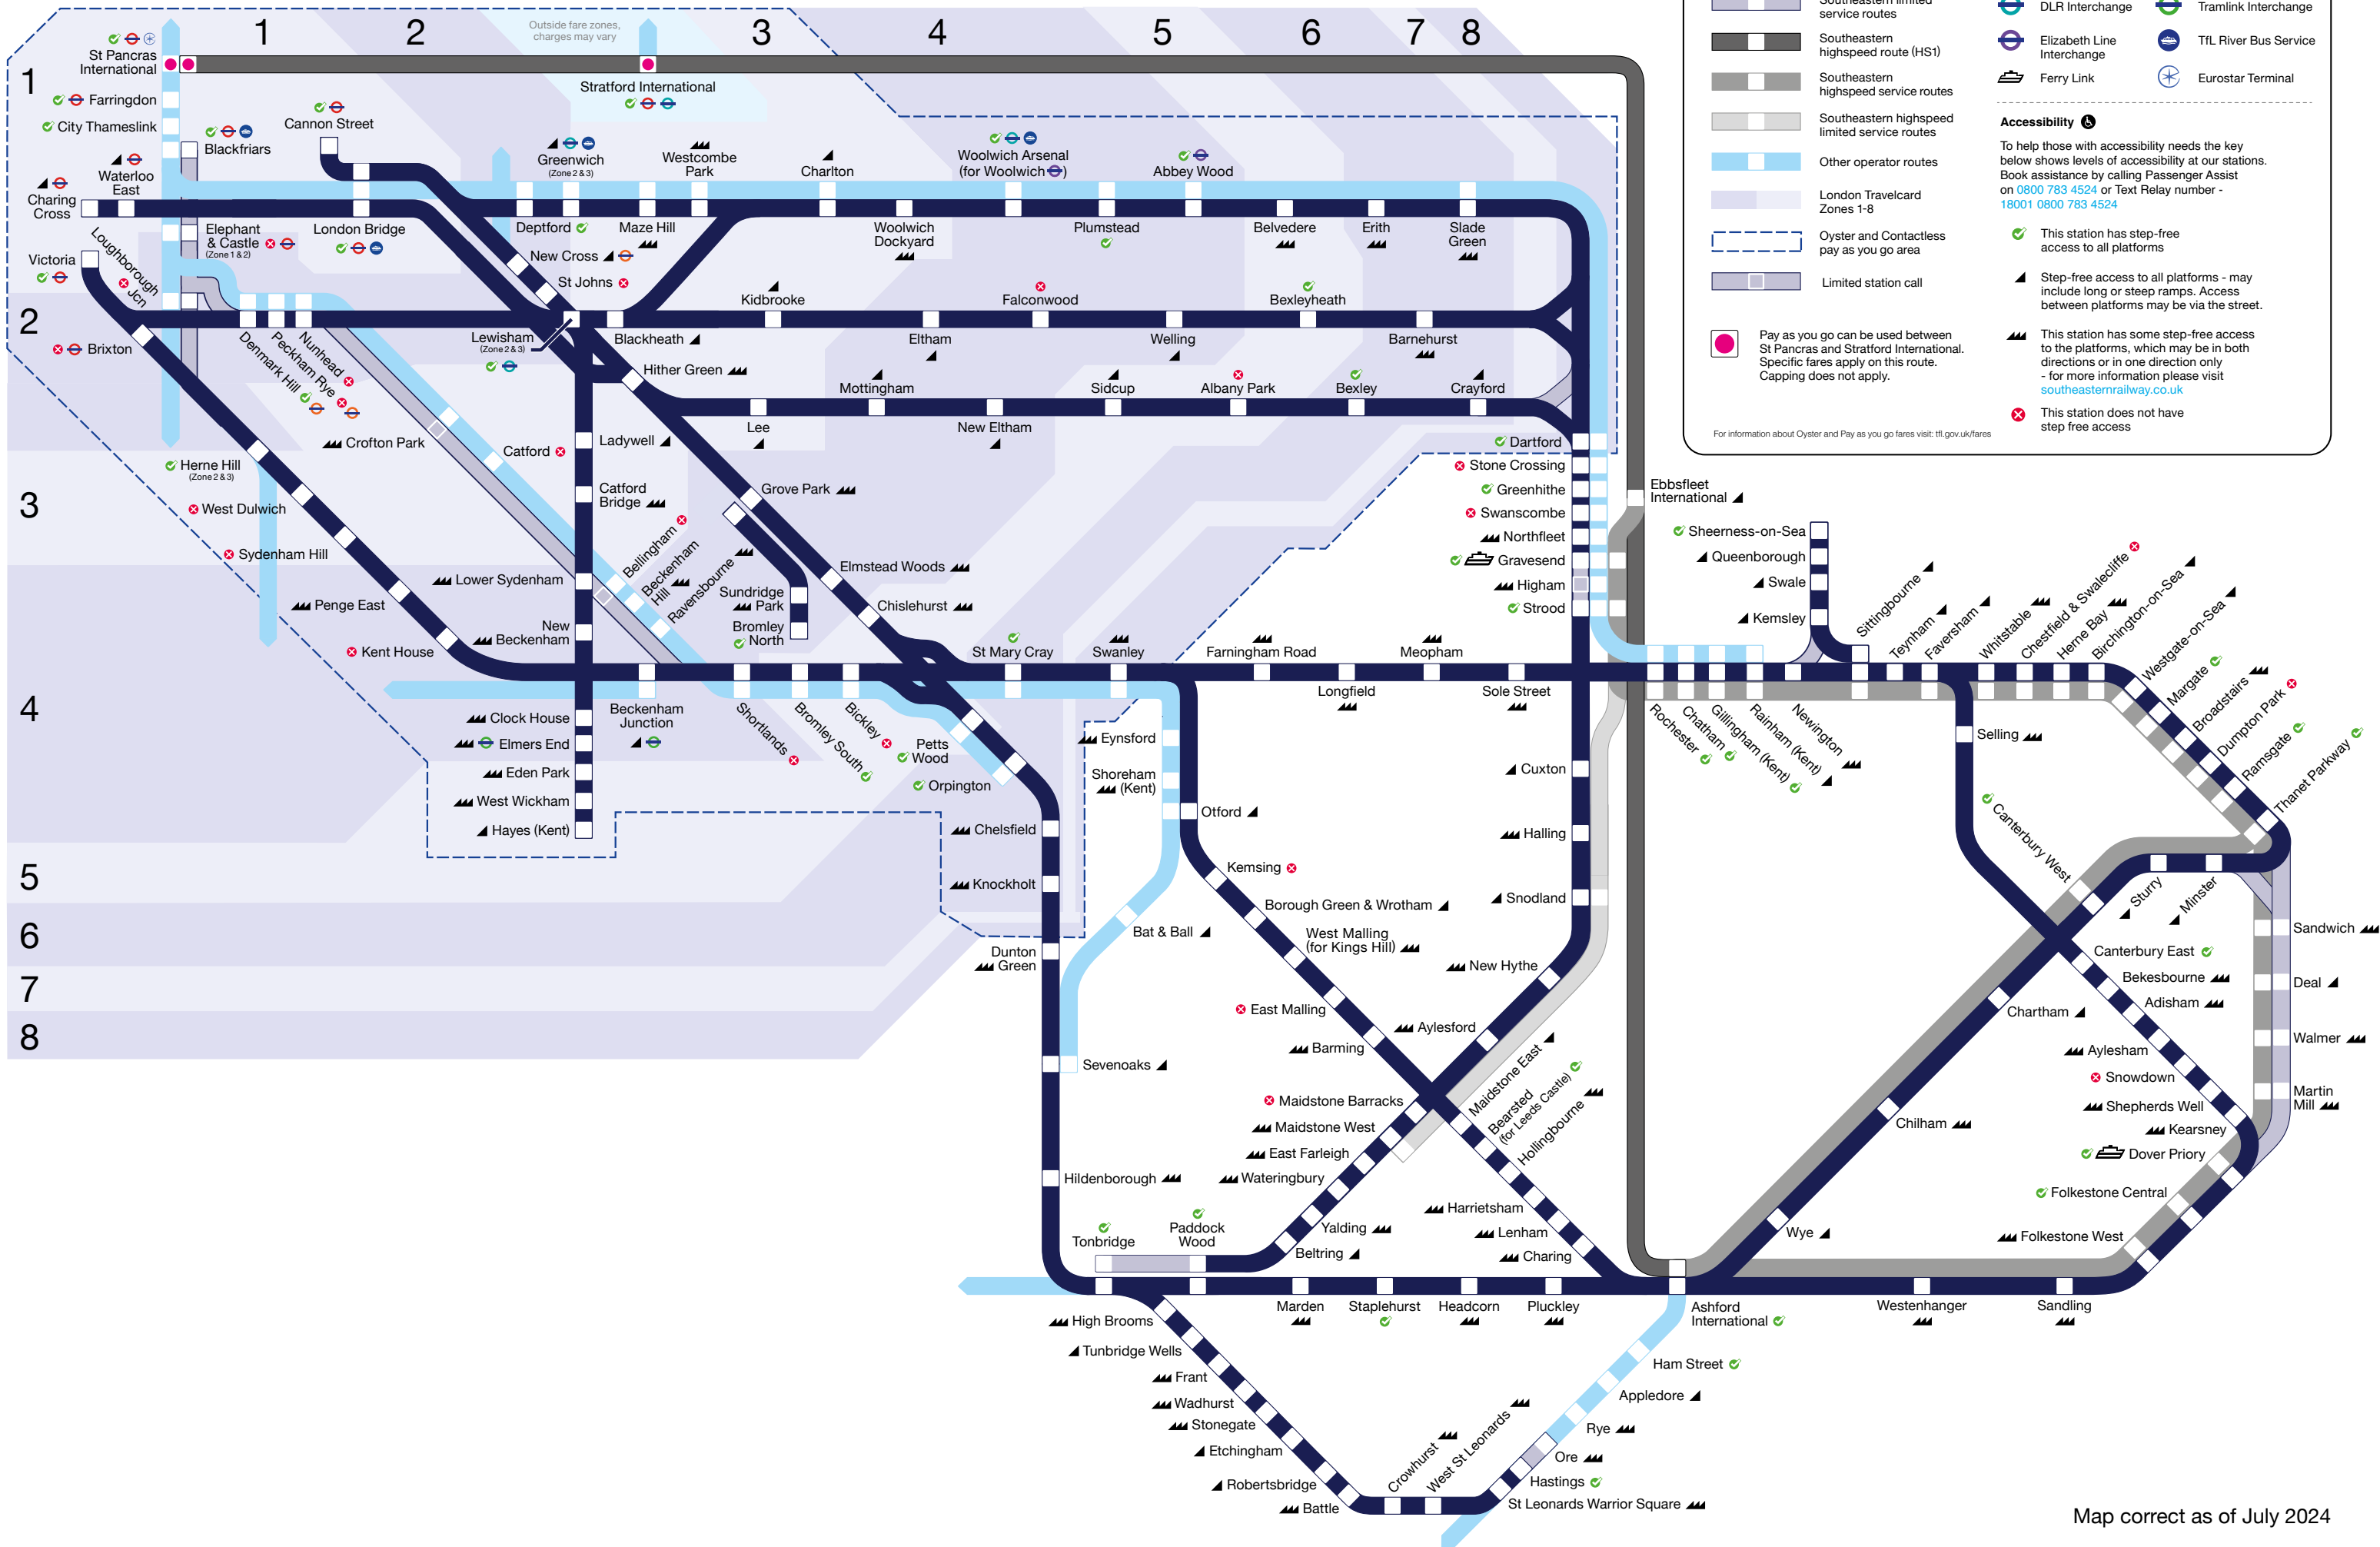 1
2
3
4
5
6
7
8
Outside fare zones,
charges may vary
1
2
3
4
5
6
7
8
St Pancras
International
Farringdon
City Thameslink
Blackfriars
Cannon Street
Waterloo
East
Charing
Cross
Victoria
Loughborough
Jcn
Elephant
& Castle
(Zone 1 & 2)
London Bridge
Stratford International
Greenwich
(Zone 2 & 3)
Westcombe
Park
Charlton
Woolwich Arsenal
(for Woolwich )
Abbey Wood
Deptford
Maze Hill
Woolwich
Dockyard
Plumstead
Belvedere
Erith
Slade
Green
New Cross
St Johns
Lewisham
(Zone 2 & 3)
Blackheath
Kidbrooke
Eltham
Falconwood
Welling
Bexleyheath
Barnehurst
Hither Green
Lee
Mottingham
New Eltham
Sidcup
Albany Park
Bexley
Crayford
Brixton
Denmark Hill
Peckham Rye
Nunhead
Crofton Park
Catford
Ladywell
Catford
Bridge
Herne Hill
(Zone 2 & 3)
West Dulwich
Sydenham Hill
Penge East
Kent House
Lower Sydenham
New
Beckenham
Bellingham
Beckenham
Hill
Ravensbourne
Grove Park
Sundridge
Park
Bromley
North
Elmstead Woods
Chislehurst
Clock House
Elmers End
Eden Park
West Wickham
Hayes (Kent)
Beckenham
Junction
Shortlands
Bromley South
Bickley
Petts
Wood
Orpington
St Mary Cray
Swanley
Farningham Road
Longfield
Meopham
Sole Street
Dartford
Stone Crossing
Greenhithe
Swanscombe
Northfleet
Gravesend
Higham
Strood
Ebbsfleet
International
Sheerness-on-Sea
Queenborough
Swale
Kemsley
Sittingbourne
Teynham
Faversham
Whitstable
Chestfield & Swalecliffe
Herne Bay
Birchington-on-Sea
Westgate-on-Sea
Margate
Broadstairs
Dumpton Park
Ramsgate
Thanet Parkway
Rochester
Chatham
Gillingham (Kent)
Rainham (Kent)
Newington
Selling
Canterbury West
Sturry
Minster
Canterbury East
Bekesbourne
Adisham
Aylesham
Snowdown
Shepherds Well
Kearsney
Dover Priory
Folkestone Central
Folkestone West
Sandwich
Deal
Walmer
Martin
Mill
Chartham
Chilham
Wye
Westenhanger
Sandling
Ashford
International
Eynsford
Shoreham
(Kent)
Otford
Bat & Ball
Sevenoaks
Chelsfield
Knockholt
Dunton
Green
Hildenborough
Tonbridge
Paddock
Wood
Kemsing
Borough Green & Wrotham
West Malling
(for Kings Hill)
East Malling
Barming
Maidstone East
Bearsted
(for Leeds Castle)
Hollingbourne
Harrietsham
Lenham
Charing
Cuxton
Halling
Snodland
New Hythe
Aylesford
Maidstone Barracks
Maidstone West
East Farleigh
Wateringbury
Yalding
Beltring
Marden
Staplehurst
Headcorn
Pluckley
High Brooms
Tunbridge Wells
Frant
Wadhurst
Stonegate
Etchingham
Robertsbridge
Battle
Crowhurst
West St Leonards
St Leonards Warrior Square
Hastings
Ore
Rye
Appledore
Ham Street
Southeastern limited
service routes
Southeastern
highspeed route (HS1)
Southeastern
highspeed service routes
Southeastern highspeed
limited service routes
Other operator routes
London Travelcard
Zones 1-8
Oyster and Contactless
pay as you go area
Limited station call
Pay as you go can be used between
St Pancras and Stratford International.
Specific fares apply on this route.
Capping does not apply.
For information about Oyster and Pay as you go fares visit: tfl.gov.uk/fares
DLR Interchange
Tramlink Interchange
Elizabeth Line
Interchange
TfL River Bus Service
Ferry Link
Eurostar Terminal
Accessibility
To help those with accessibility needs the key
below shows levels of accessibility at our stations.
Book assistance by calling Passenger Assist
on 0800 783 4524 or Text Relay number -
18001 0800 783 4524
This station has step-free
access to all platforms
Step-free access to all platforms - may
include long or steep ramps. Access
between platforms may be via the street.
This station has some step-free access
to the platforms, which may be in both
directions or in one direction only
- for more information please visit
southeasternrailway.co.uk
This station does not have
step free access
Map correct as of July 2024